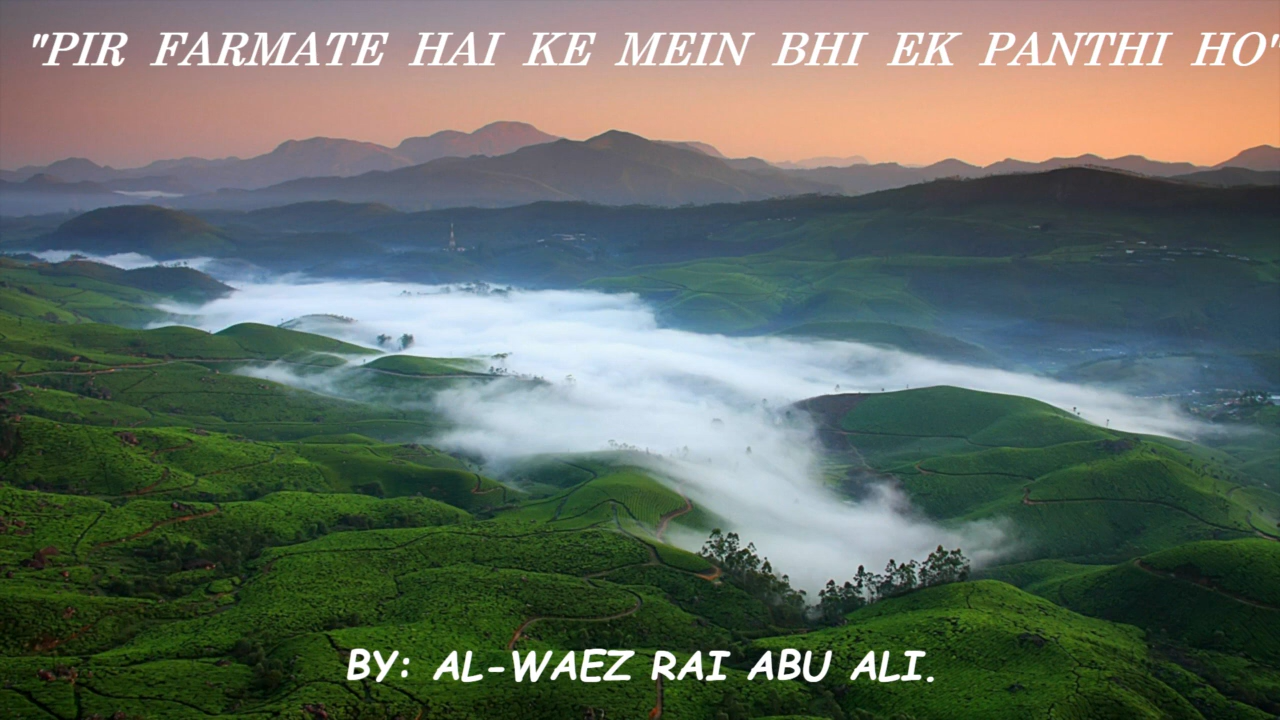 "PIR FARMATE HAI KE MEIN BHI EK PANTHI HO"
BY: AL-WAEZ RAI ABU ALI.